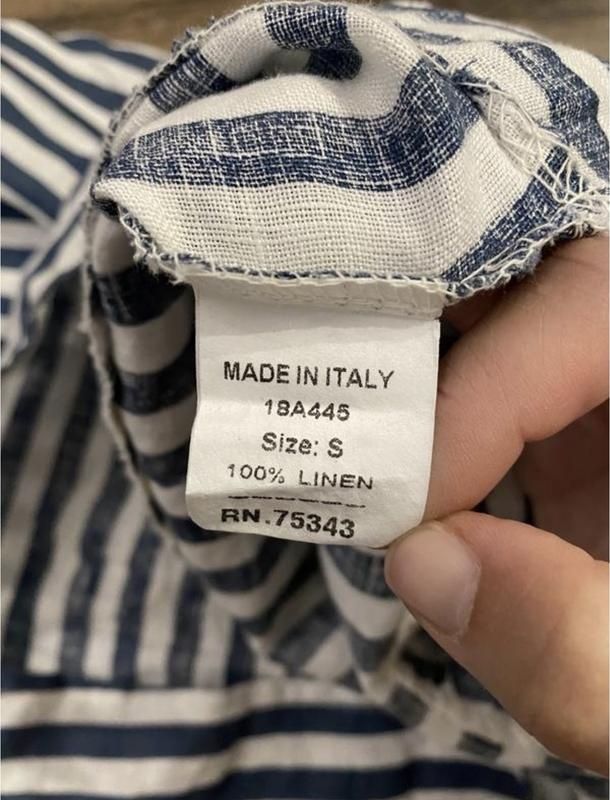 MADE IN ITALY
18A445
Size: S
100% LINEN
RN.75343